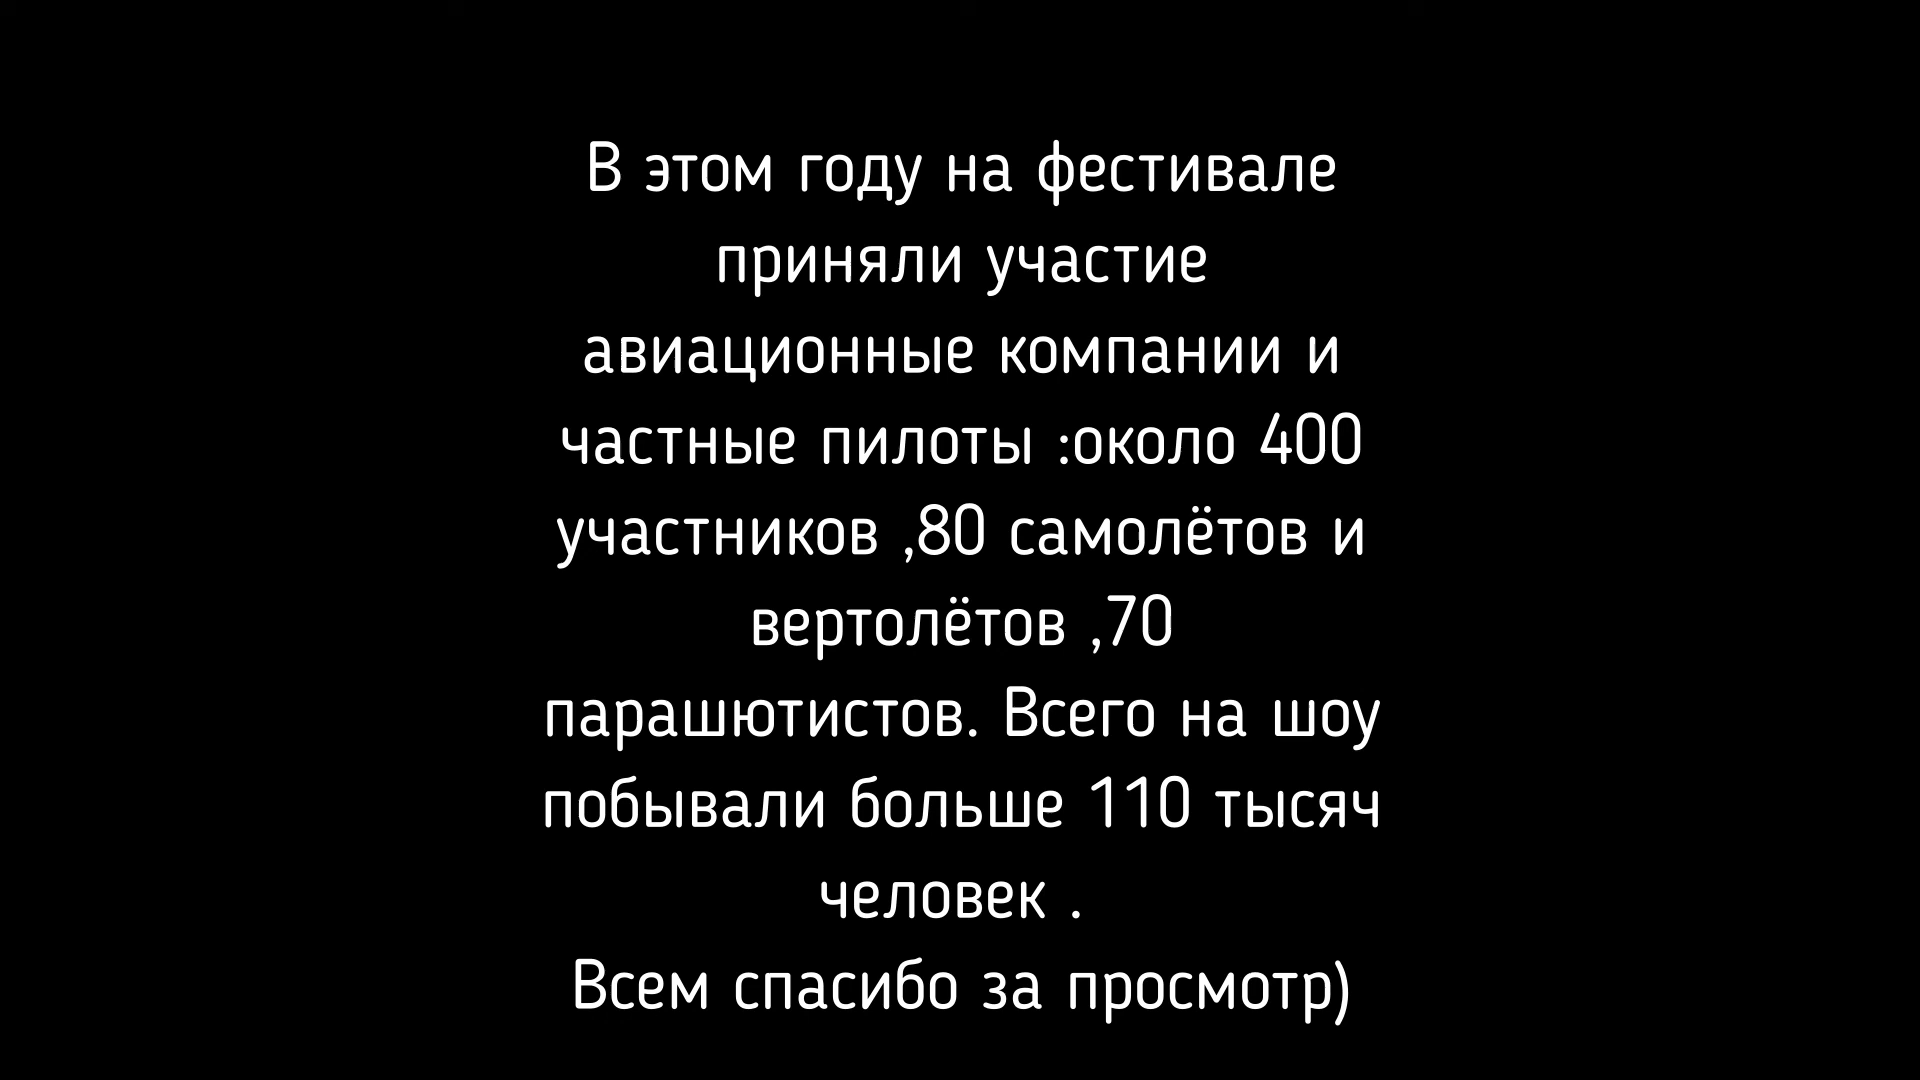 В этом году на фестивале
приняли участие
авиационные компании и
частные пилоты :около 400
участников ,80 самолётов и
вертолётов ,70
парашютистов. Всего на шоу
побывали больше 110 тысяч
человек .
Всем спасибо за просмотр)